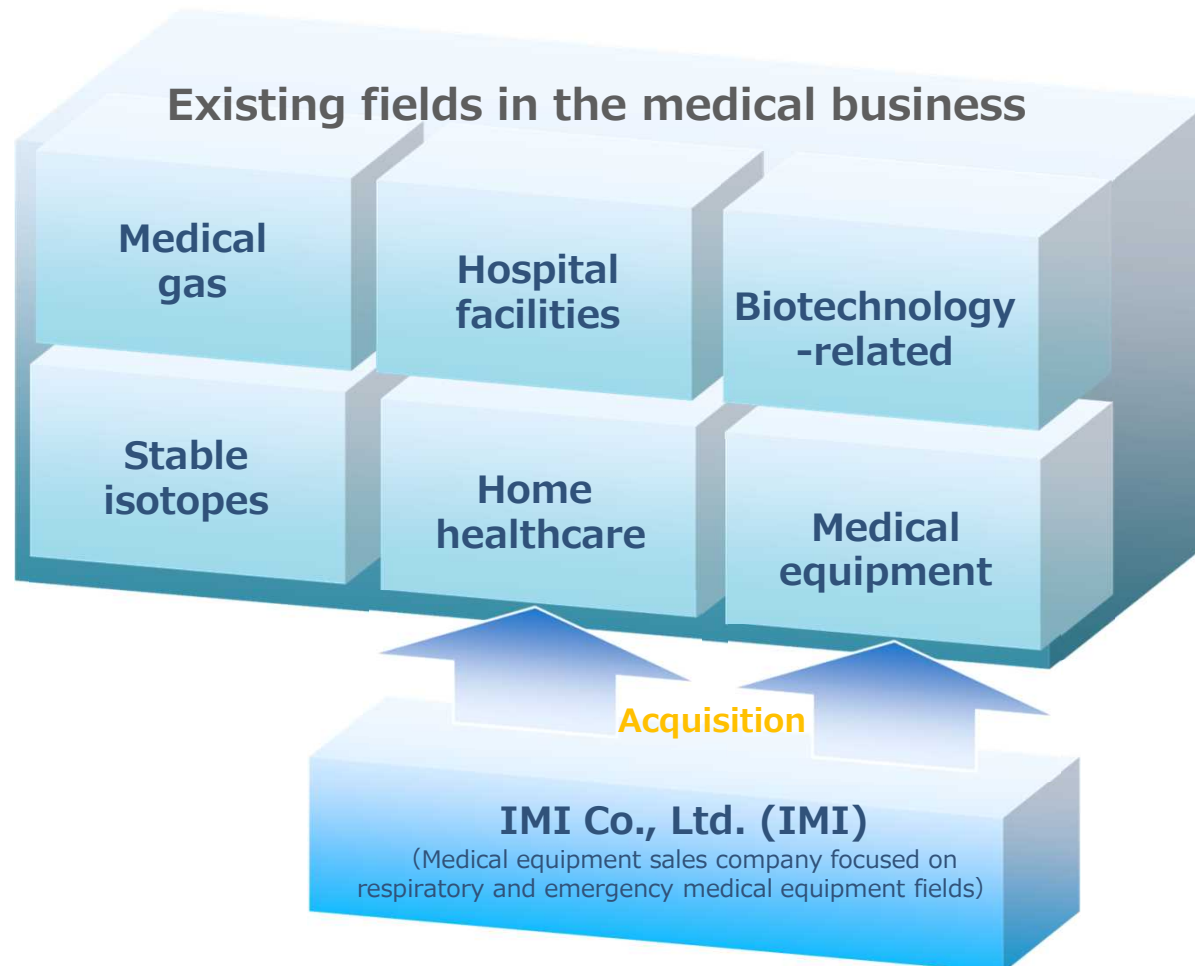 Existing fields in the medical business
Medical
gas
Hospital
facilities
Biotechnology
-related
Stable
isotopes
Home
healthcare
Medical
equipment
Acquisition
IMI Co., Ltd. (IMI)
（Medical equipment sales company focused on
respiratory and emergency medical equipment fields）